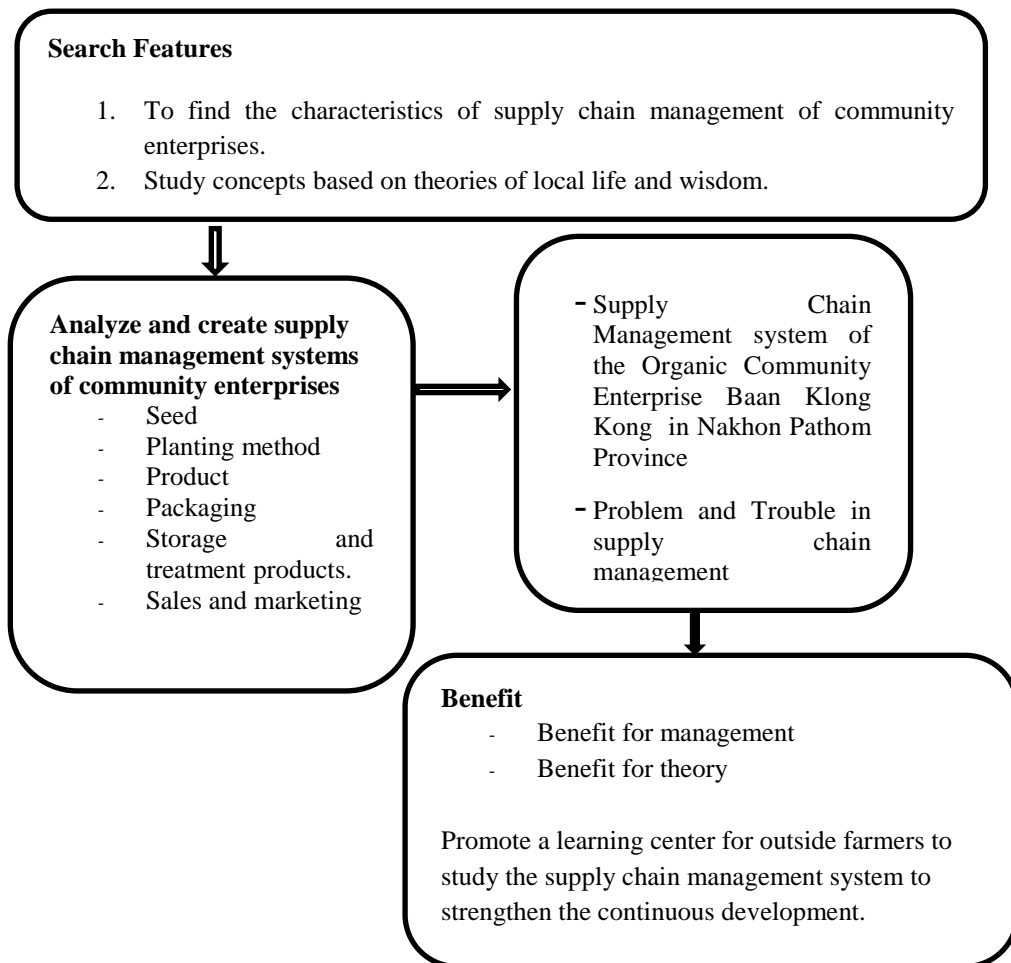 Search Features
1. To find the characteristics of supply chain management of community
enterprises.
2. Study concepts based on theories of local life and wisdom.
Analyze and create supply
chain management systems
of community enterprises
- Seed
- Planting method
- Product
- Packaging
- Storage and
treatment products.
- Sales and marketing
- Supply Chain
Management system of
the Organic Community
Enterprise Baan Klong
Kong in Nakhon Pathom
Province
- Problem and Trouble in
supply chain
management
Benefit
- Benefit for management
- Benefit for theory
Promote a learning center for outside farmers to
study the supply chain management system to
strengthen the continuous development.